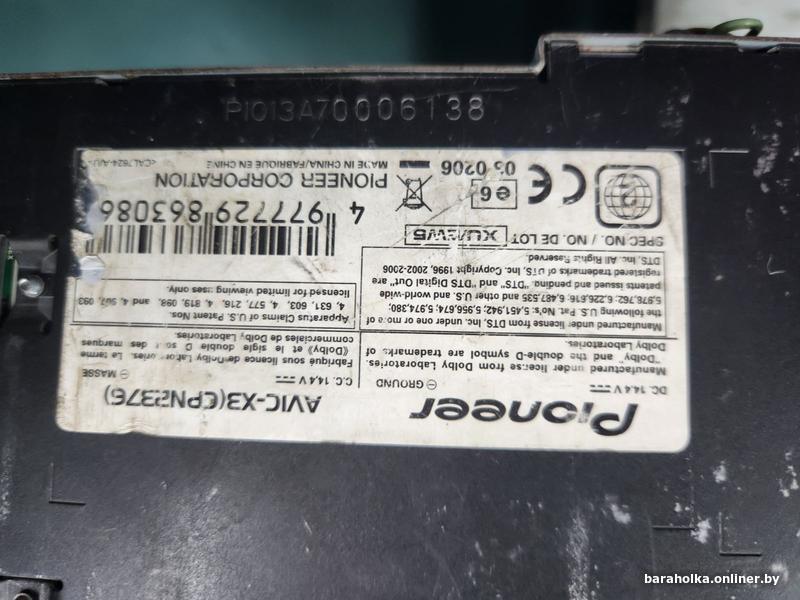 PI013A70006138
Pioneer
AVIC-X3(CPN2376)
DC. 14.4 V
⊖ GROUND
C.C. 14.4 V
⊖ MASSE
Manufactured under license from Dolby Laboratories.
"Dolby" and the double-D symbol are trademarks of
Dolby Laboratories.
Fabriqué sous licence de Dolby Laboratories. Le terme
《Dolby》 et le sigle double D sont des marques
commerciales de Dolby Laboratories.
Manufactured under license from DTS, Inc. under one or more of
the following U.S. Pat. No's: 5,451,942; 5,956,674; 5,974,380;
5,978,762; 6,226,616; 6,487,535 and other U.S. and world-wide
patents issued and pending. "DTS" and "DTS Digital Out" are
registered trademarks of DTS, Inc. Copyright 1996, 2002-2006
DTS, Inc. All Rights Reserved.
Apparatus Claims of U.S. Patent Nos.
4, 631, 603, 4, 577, 216, 4, 819, 098, and 4, 907, 093
licensed for limited viewing uses only.
SPEC NO. / NO. DE LOT
XU/EW5
4 977729 863086
CE
e6
03 0206
PIONEER CORPORATION
MADE IN CHINA/FABRIQUÉ EN CHINE
baraholka.onliner.by